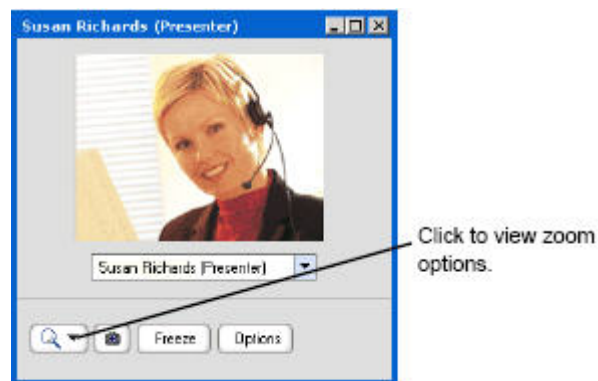 Susan Richards (Presenter)
Susan Richards (Presenter)
Click to view zoom
options.
Freeze
Options